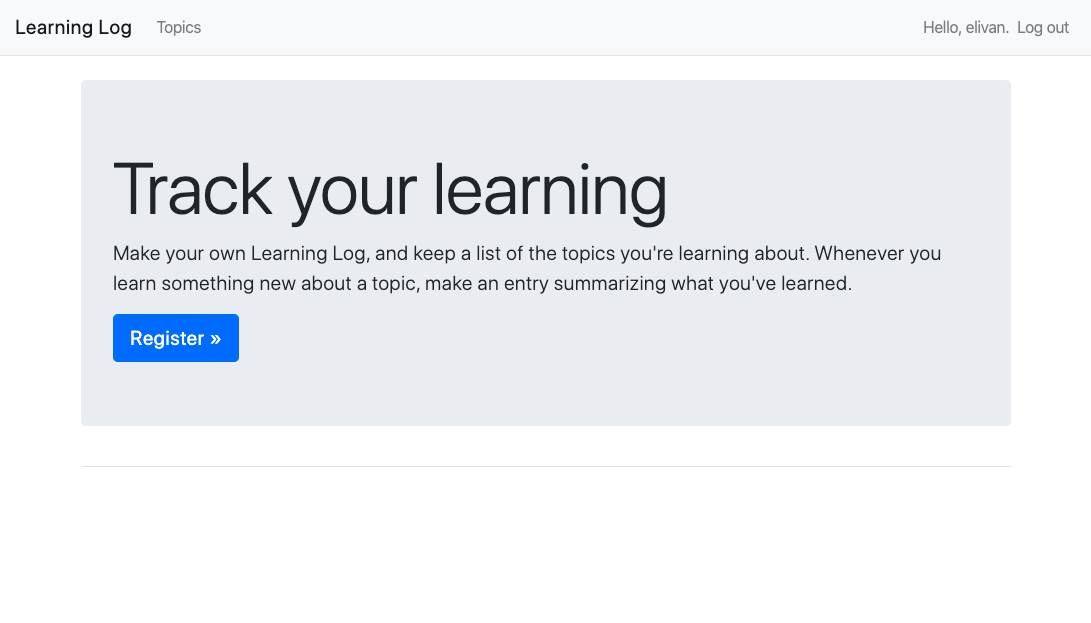 Learning Log Topics Hello, elivan. Log out
Track your learning
Make your own Learning Log, and keep a list of the topics you're learning about. Whenever you
learn something new about a topic, make an entry summarizing what you've learned.
Register »